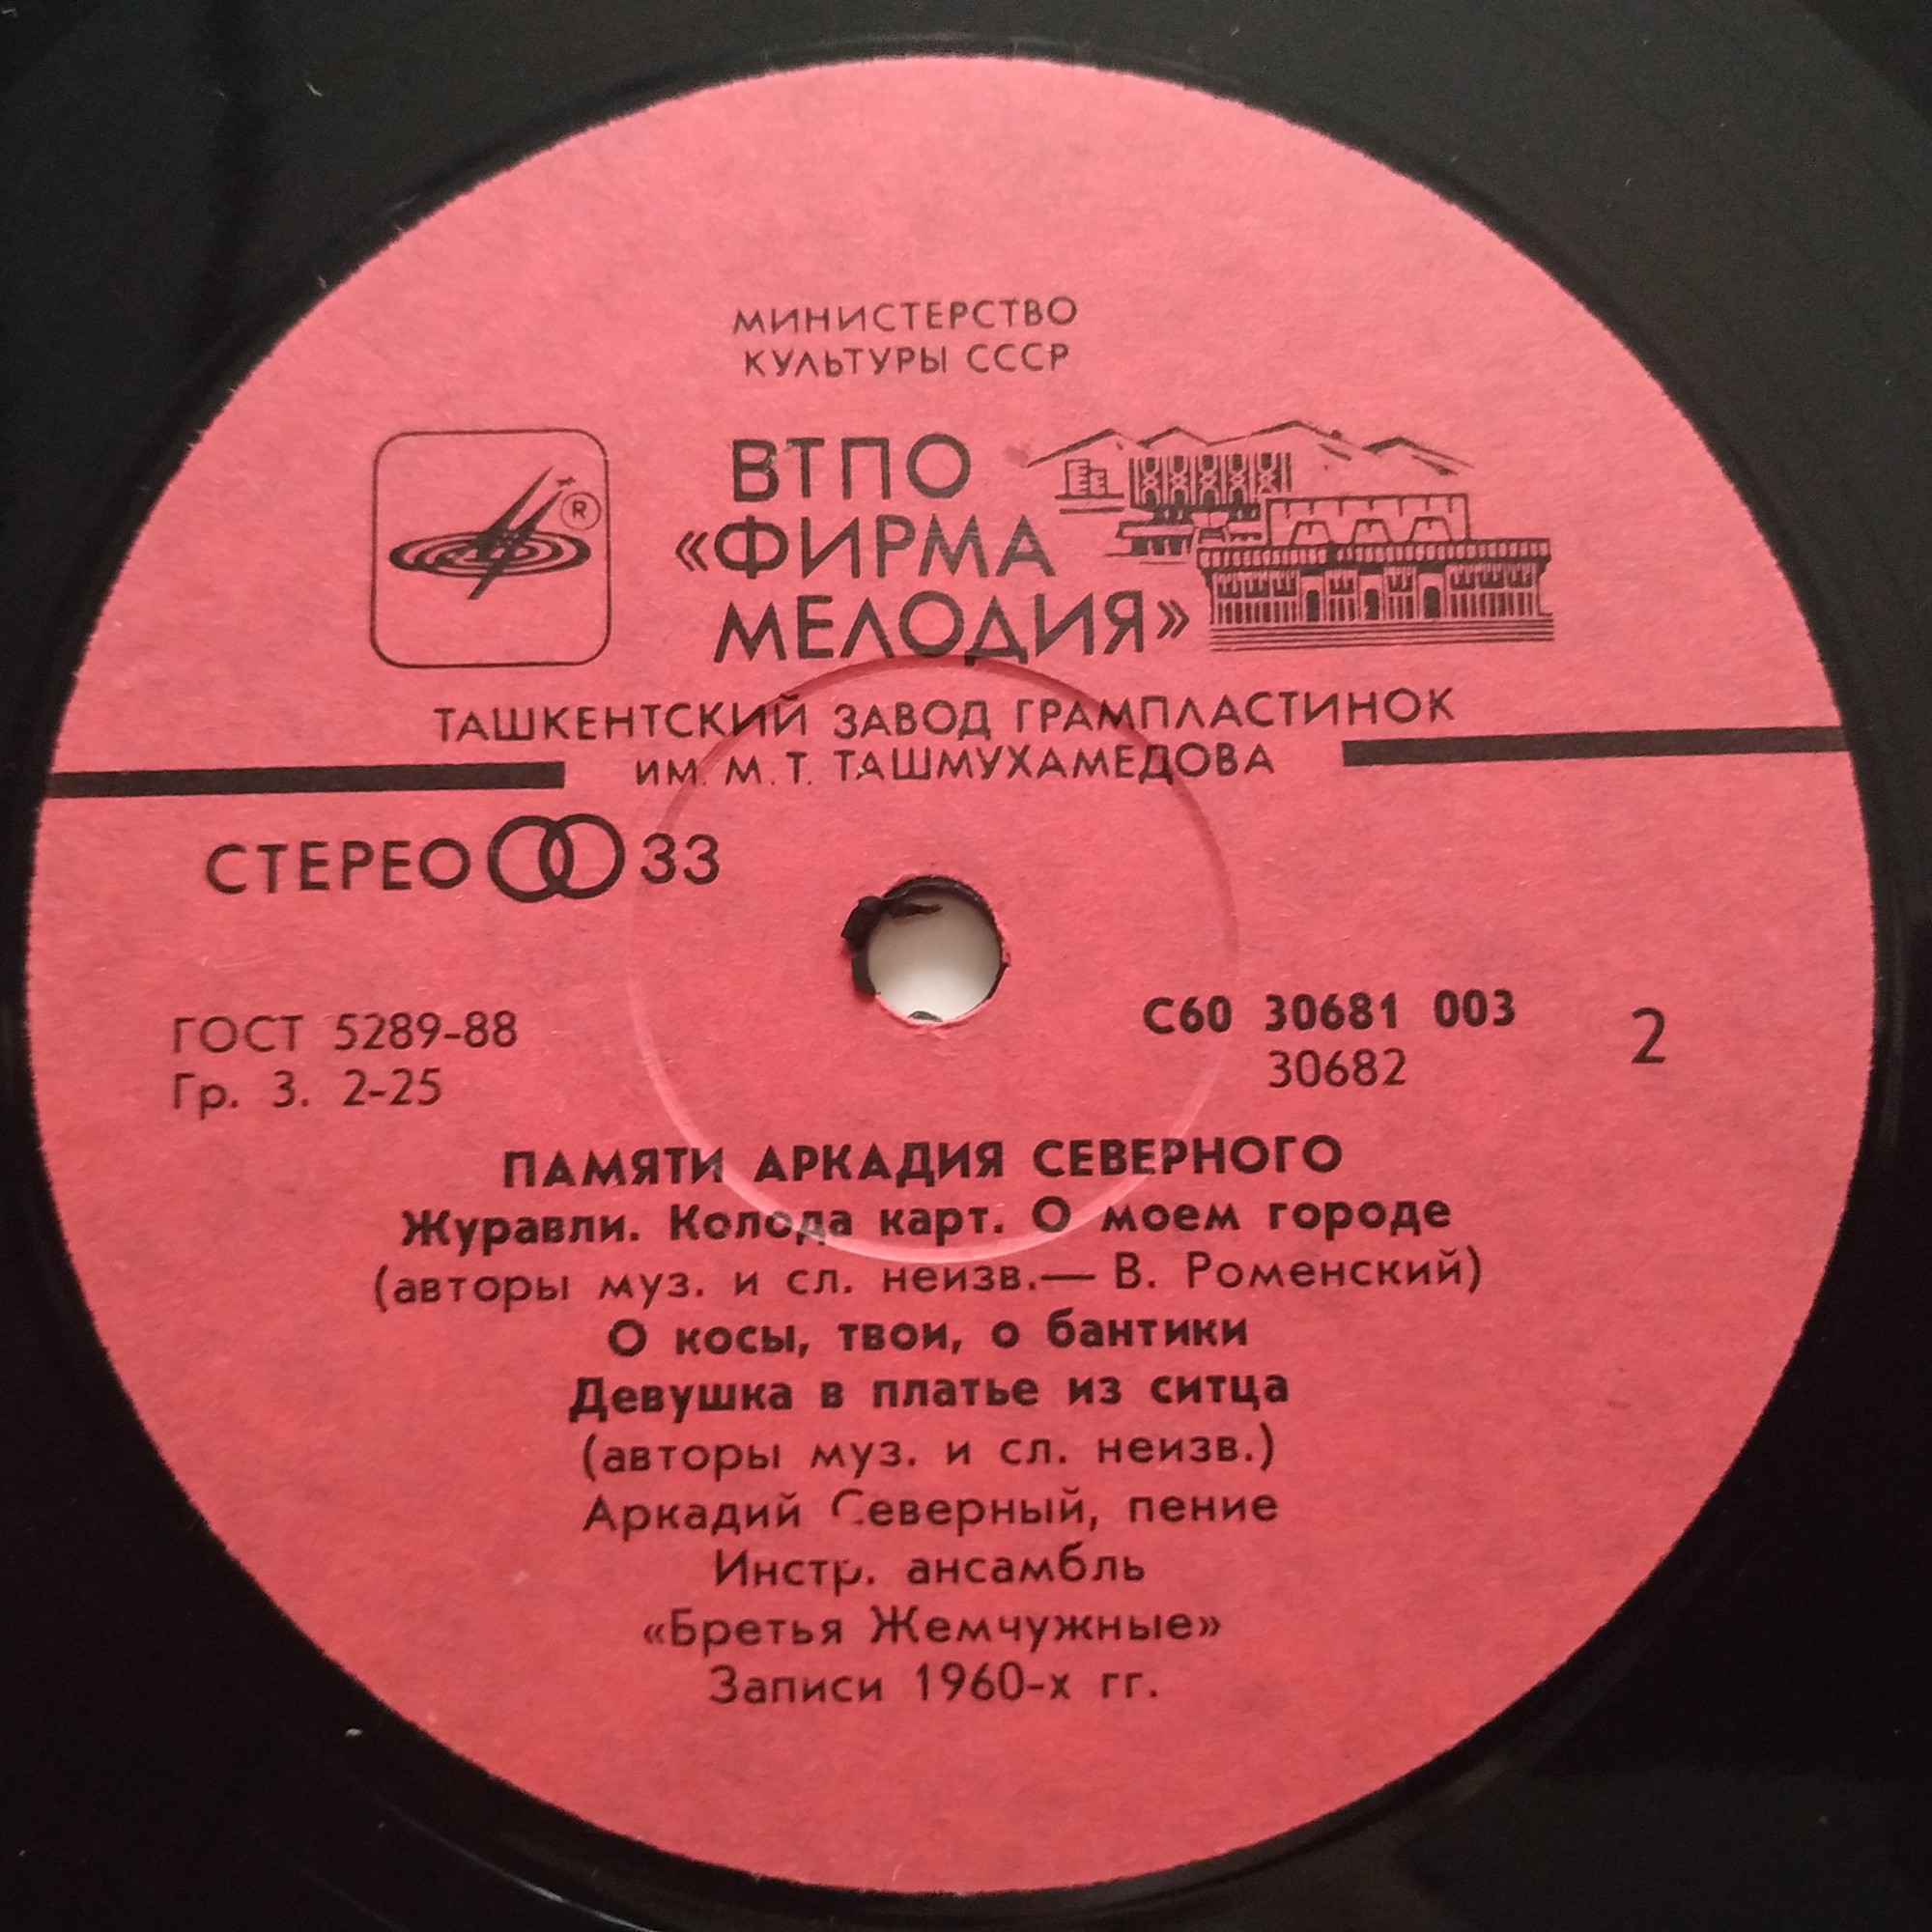 МИНИСТЕРСТВО
КУЛЬТУРЫ СССР
ВТПО
«ФИРМА
МЕЛОДИЯ»
R
ТАШКЕНТСКИЙ ЗАВОД ГРАМПЛАСТИНОК
ИМ. М. Т. ТАШМУХАМЕДОВА
СТЕРЕО 33
ГОСТ 5289-88
Гр. 3. 2-25
С60 30681 003
30682
2
ПАМЯТИ АРКАДИЯ СЕВЕРНОГО
Журавли. Колода карт. О моем городе
(авторы муз. и сл. неизв.— В. Роменский)
О косы, твои, о бантики
Девушка в платье из ситца
(авторы муз. и сл. неизв.)
Аркадий Северный, пение
Инстр. ансамбль
«Бретья Жемчужные»
Записи 1960-х гг.